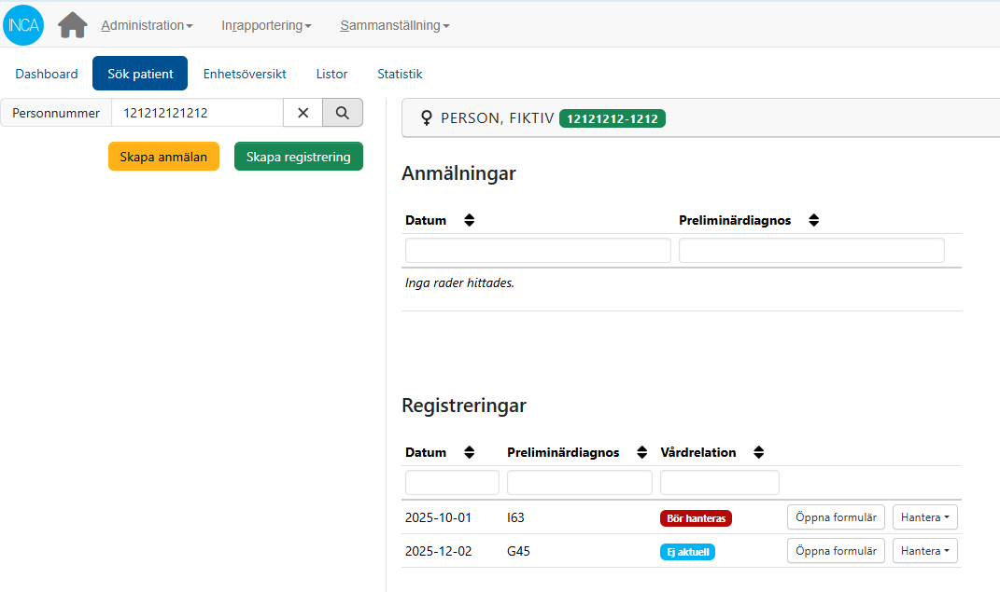 INCA Administration Inrapportering Sammanställning
Dashboard Sök patient Enhetsöversikt Listor Statistik
Personnummer 121212121212
Skapa anmälan Skapa registrering
PERSON, FIKTIV 12121212-1212
Anmälningar
Datum Preliminärdiagnos
Inga rader hittades.
Registreringar
Datum Preliminärdiagnos Vårdrelation
2025-10-01 I63 Bör hanteras Öppna formulär Hantera
2025-12-02 G45 Ej aktuell Öppna formulär Hantera